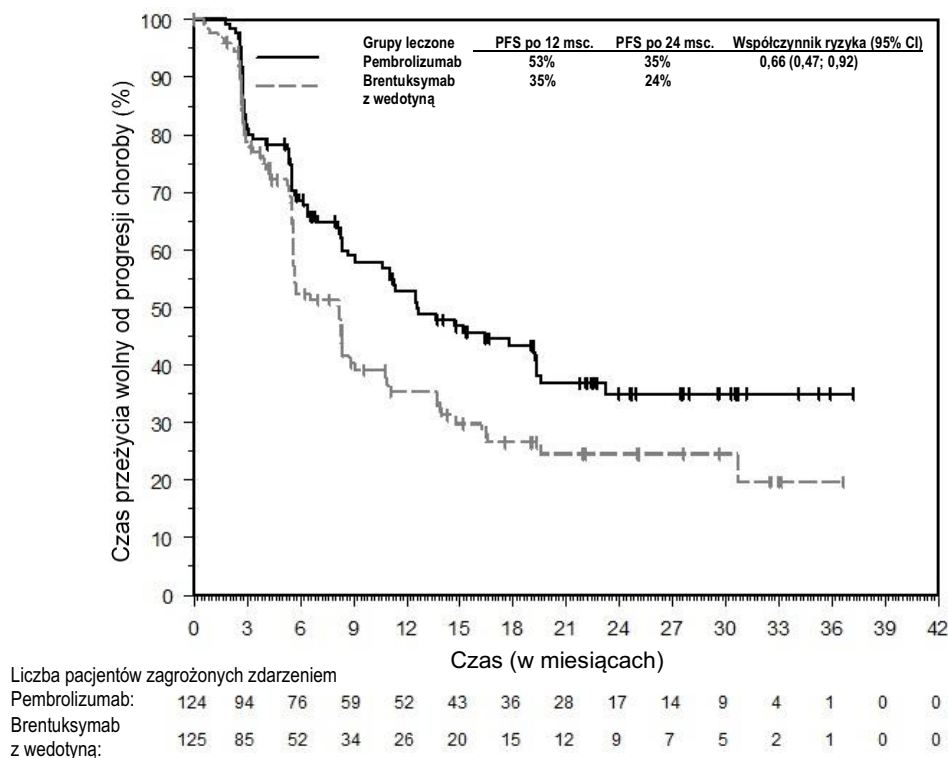 Grupy leczone PFS po 12 msc. PFS po 24 msc. Współczynnik ryzyka (95% CI)
Pembrolizumab 53% 35% 0,66 (0,47; 0,92)
Brentuksymab 35% 24%
z wedotyną
Czas przeżycia wolny od progresji choroby (%)
100
90
80
70
60
50
40
30
20
10
0
0 3 6 9 12 15 18 21 24 27 30 33 36 39 42
Czas (w miesiącach)
Liczba pacjentów zagrożonych zdarzeniem
Pembrolizumab: 124 94 76 59 52 43 36 28 17 14 9 4 1 0 0
Brentuksymab
z wedotyną: 125 85 52 34 26 20 15 12 9 7 5 2 1 0 0